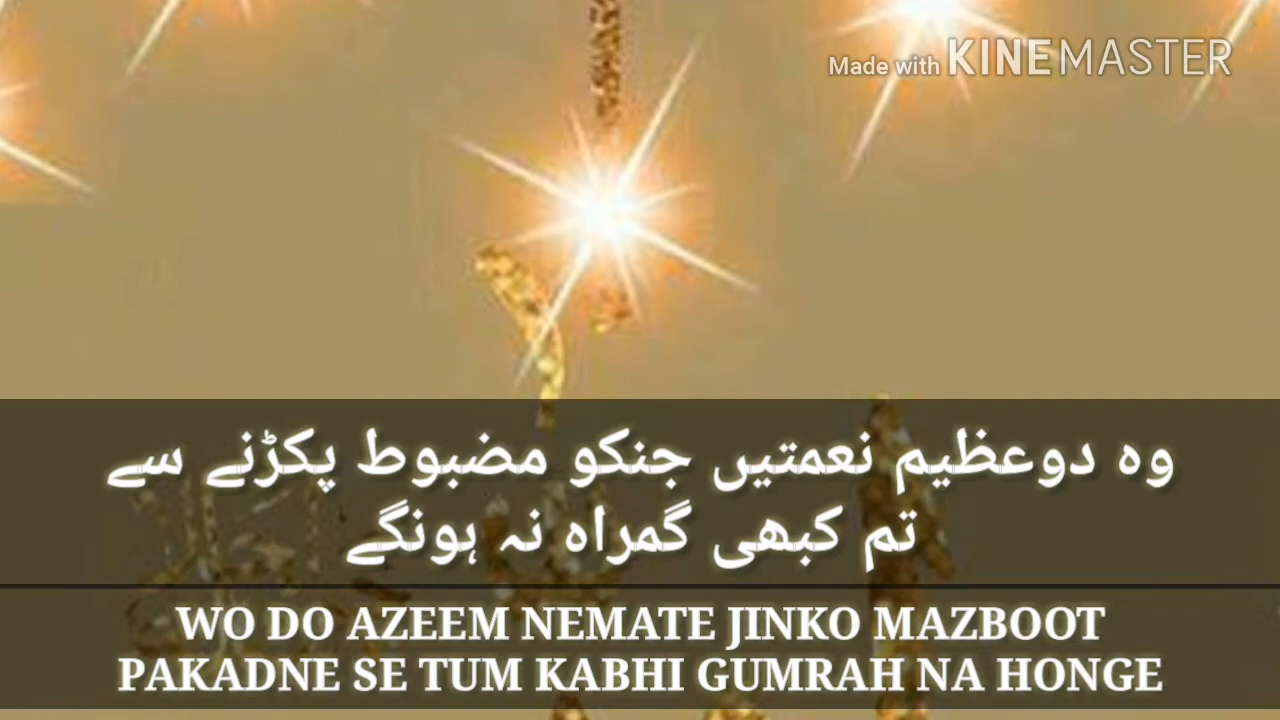 Made with KINEMASTER
وہ دوعظیم نعمتیں جنکو مضبوط پکڑنے سے
تم کبھی گمراہ نہ ہونگے
WO DO AZEEM NEMATE JINKO MAZBOOT
PAKADNE SE TUM KABHI GUMRAH NA HONGE